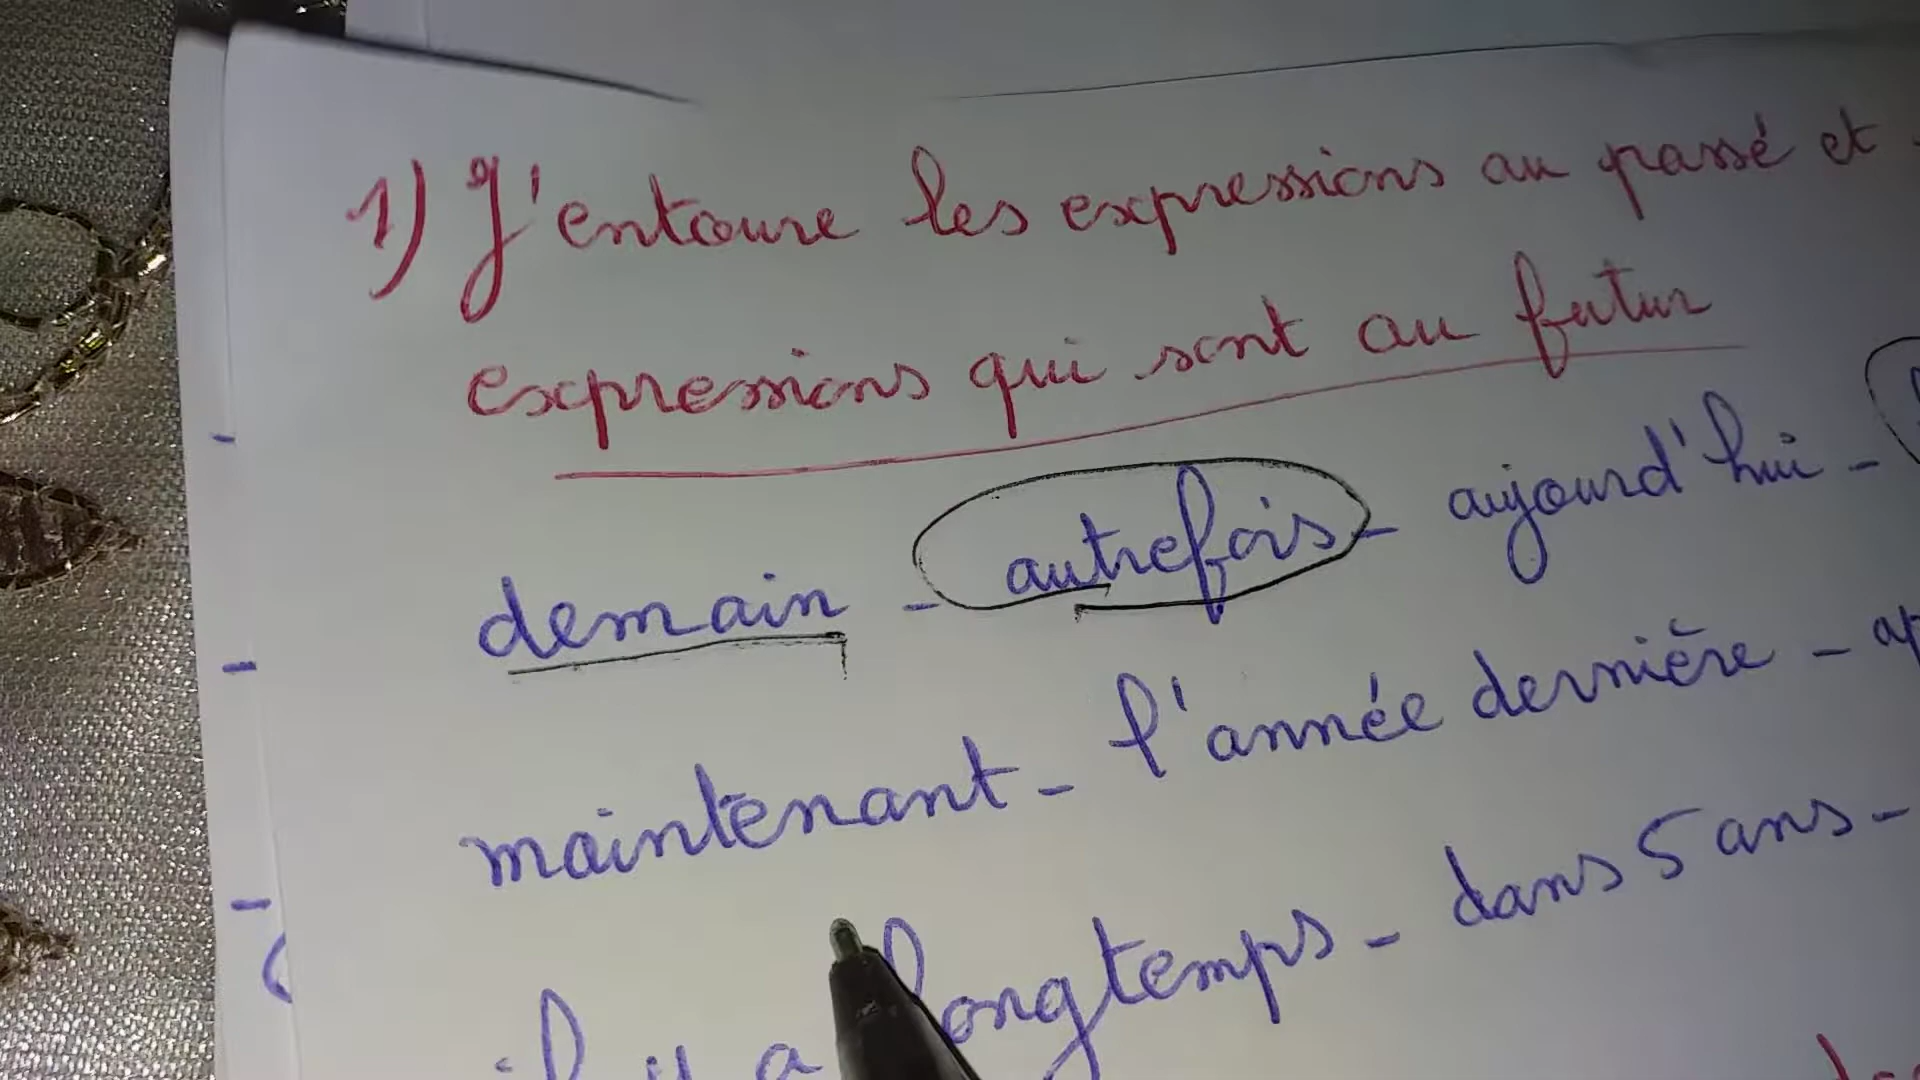 1) J'entoure les expressions au passé et
expressions qui sont au futur
demain - autrefois - aujourd'hui -
maintenant - l'année dernière -
il y a longtemps - dans 5 ans -